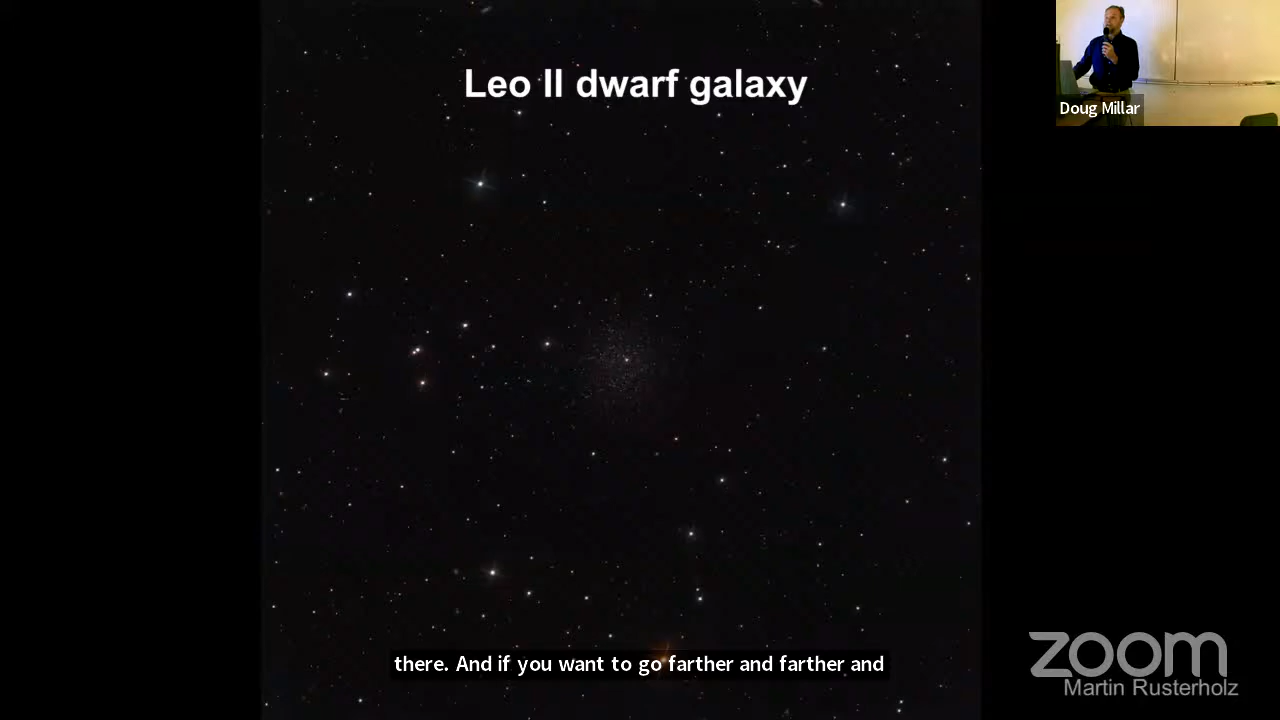 Leo II dwarf galaxy
Doug Millar
there. And if you want to go farther and farther and
zoom
Martin Rusterholz